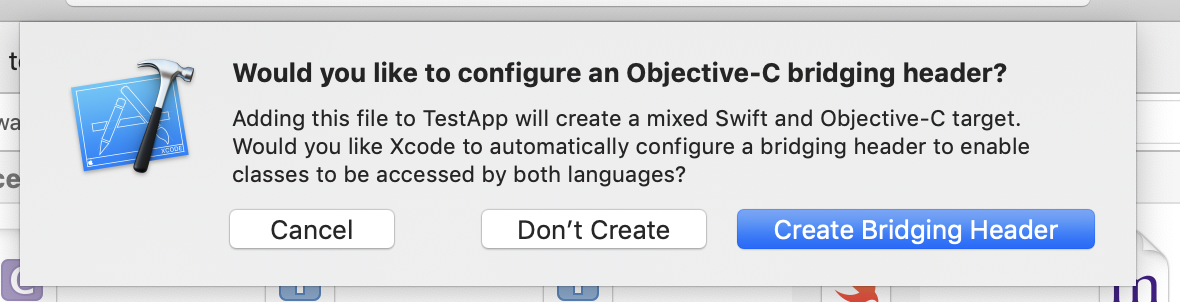 Would you like to configure an Objective-C bridging header?
Adding this file to TestApp will create a mixed Swift and Objective-C target.
Would you like Xcode to automatically configure a bridging header to enable
classes to be accessed by both languages?
Cancel
Don’t Create
Create Bridging Header
XCODE
C
m